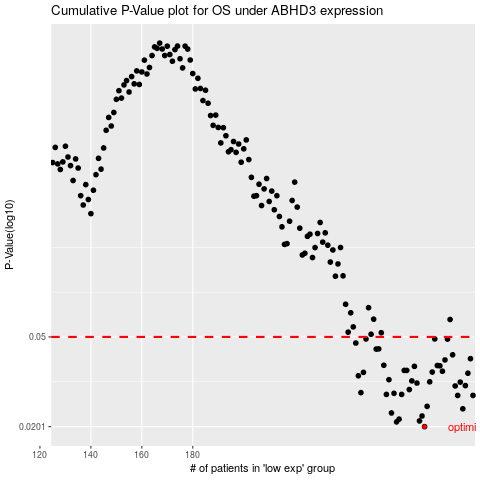 Cumulative P-Value plot for OS under ABHD3 expression
P-Value(log10)
0.05
0.0201
optimi
120 140 160 180
# of patients in 'low exp' group